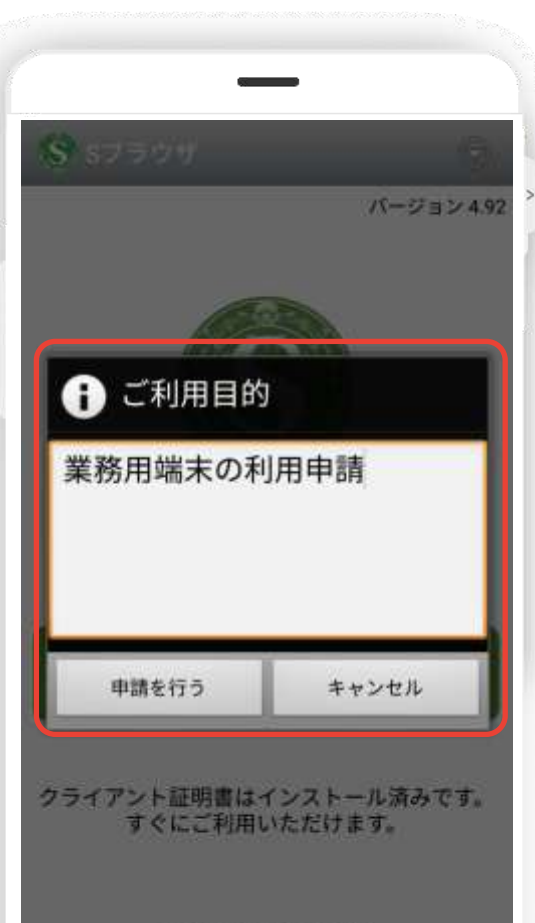 Sブラウザ
バージョン 4.92
ご利用目的
業務用端末の利用申請
申請を行う
キャンセル
クライアント証明書はインストール済みです。
すぐにご利用いただけます。